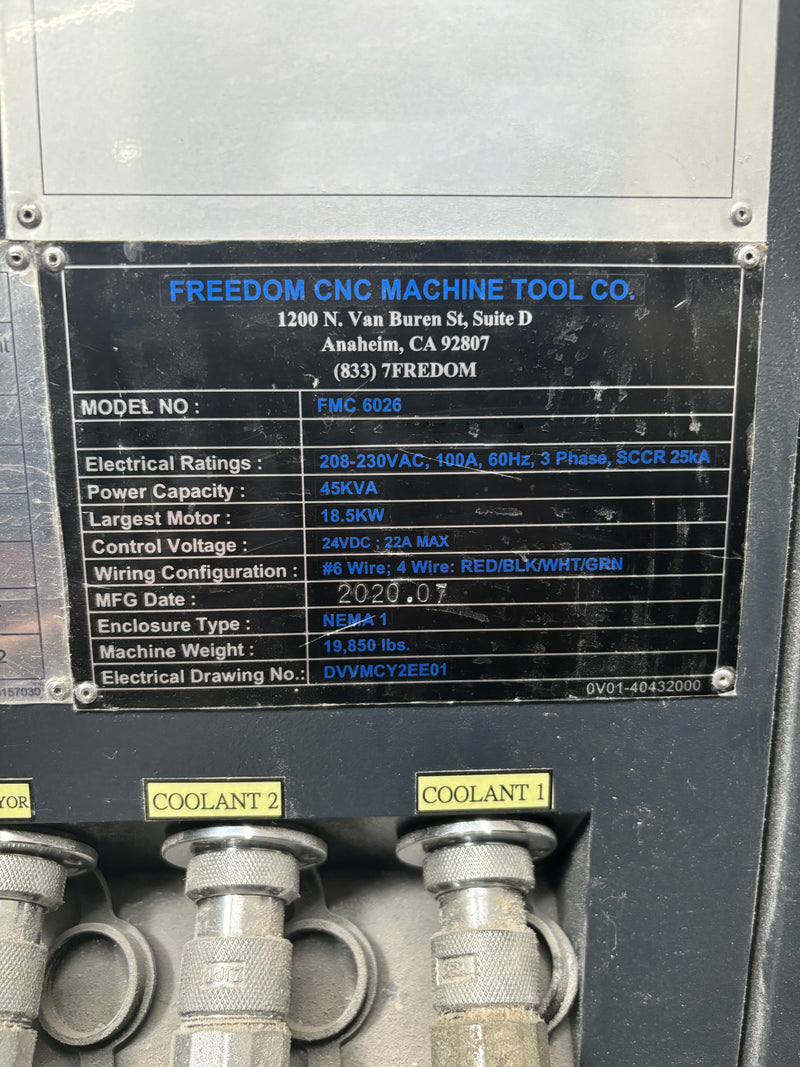 FREEDOM CNC MACHINE TOOL CO.
1200 N. Van Buren St, Suite D
Anaheim, CA 92807
(833) 7FREDOM
MODEL NO : FMC 6026
Electrical Ratings : 208-230VAC, 100A, 60Hz, 3 Phase, SCCR 25kA
Power Capacity : 45KVA
Largest Motor : 18.5KW
Control Voltage : 24VDC ; 22A MAX
Wiring Configuration : #6 Wire; 4 Wire: RED/BLK/WHT/GRN
MFG Date : 2020.07
Enclosure Type : NEMA 1
Machine Weight : 19,850 lbs.
Electrical Drawing No.: DVVMCY2EE01
0V01-40432000
157030
COOLANT 2
COOLANT 1